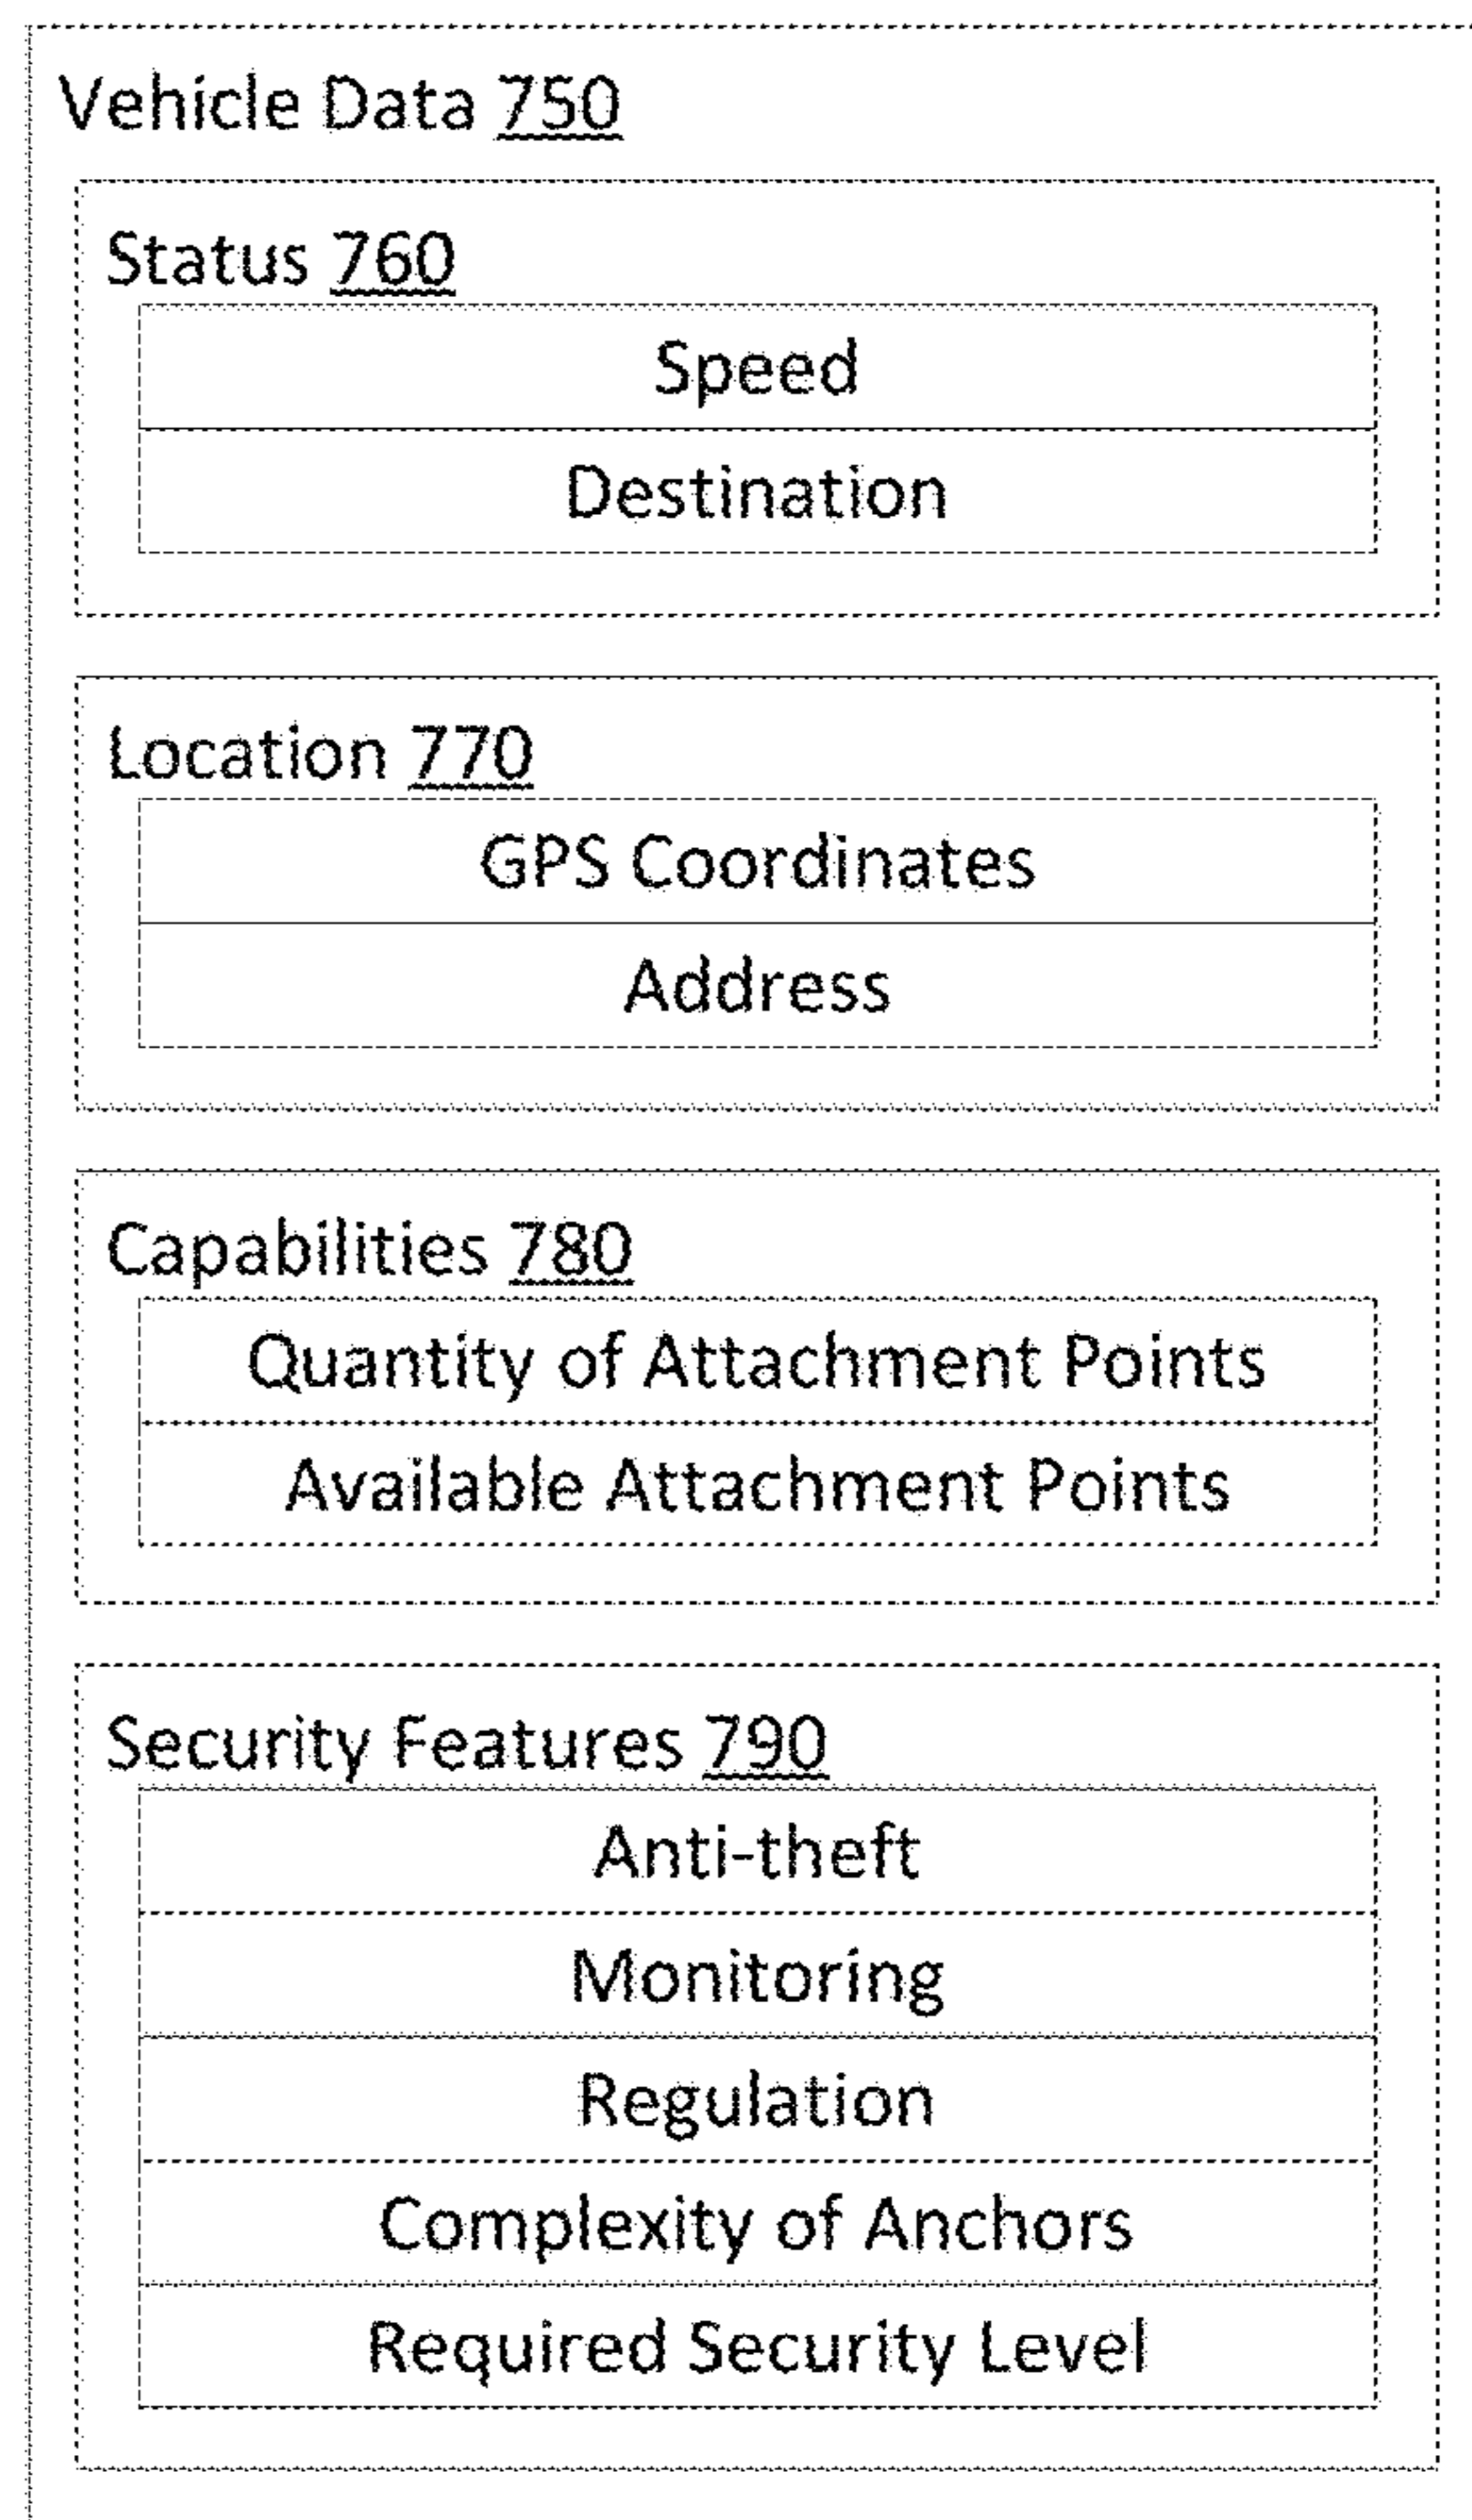 Vehicle Data 750
Status 760
Speed
Destination
Location 770
GPS Coordinates
Address
Capabilities 780
Quantity of Attachment Points
Available Attachment Points
Security Features 790
Anti-theft
Monitoring
Regulation
Complexity of Anchors
Required Security Level